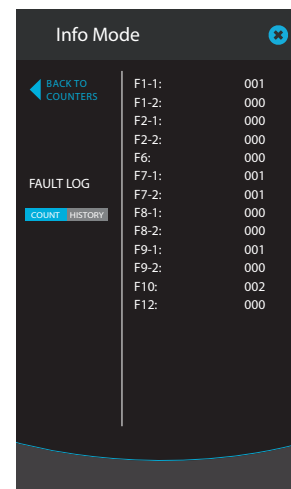 Info Mode
BACK TO
COUNTERS
FAULT LOG
COUNT HISTORY
F1-1: 001
F1-2: 000
F2-1: 000
F2-2: 000
F6: 000
F7-1: 001
F7-2: 001
F8-1: 000
F8-2: 000
F9-1: 001
F9-2: 000
F10: 002
F12: 000